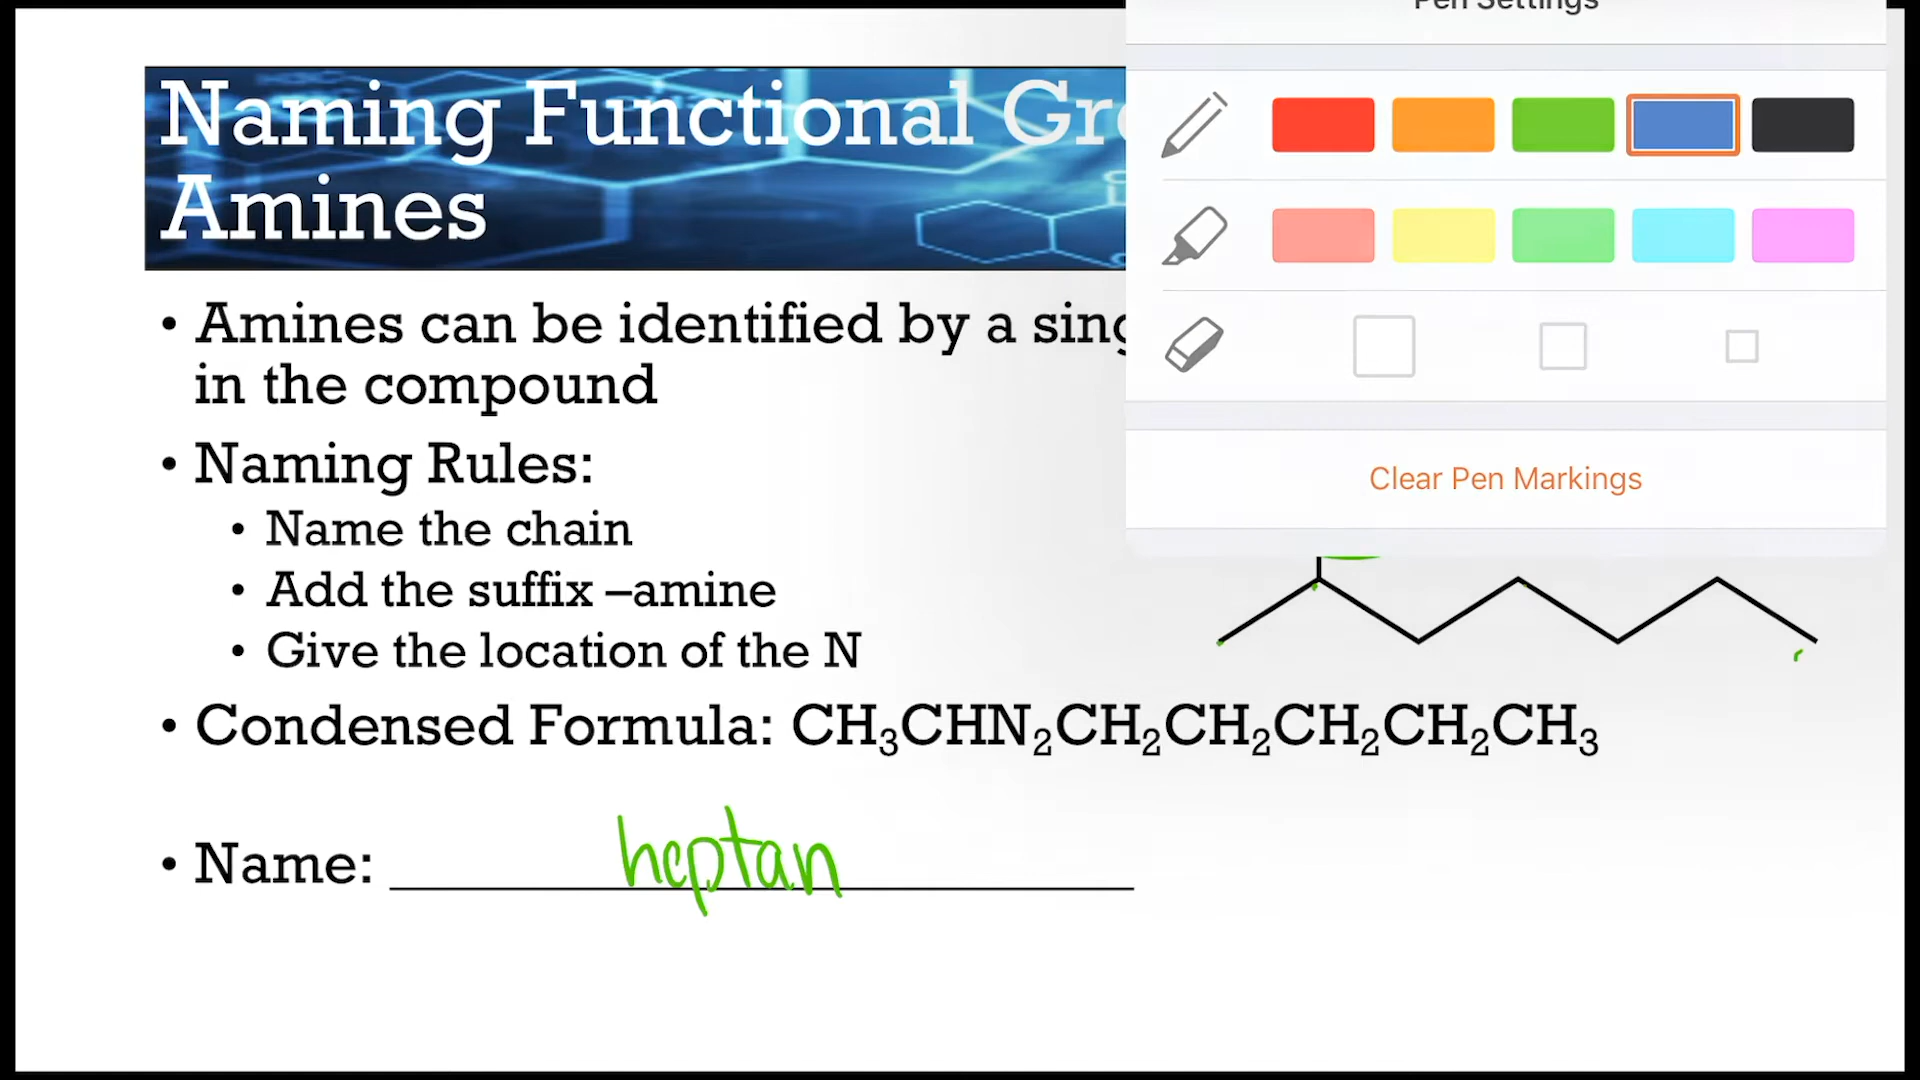 Pen Settings
Naming Functional Gr
Amines
• Amines can be identified by a sing
in the compound
• Naming Rules:
• Name the chain
• Add the suffix –amine
• Give the location of the N
Clear Pen Markings
• Condensed Formula: CH₃CHN₂CH₂CH₂CH₂CH₂CH₃
• Name: heptan